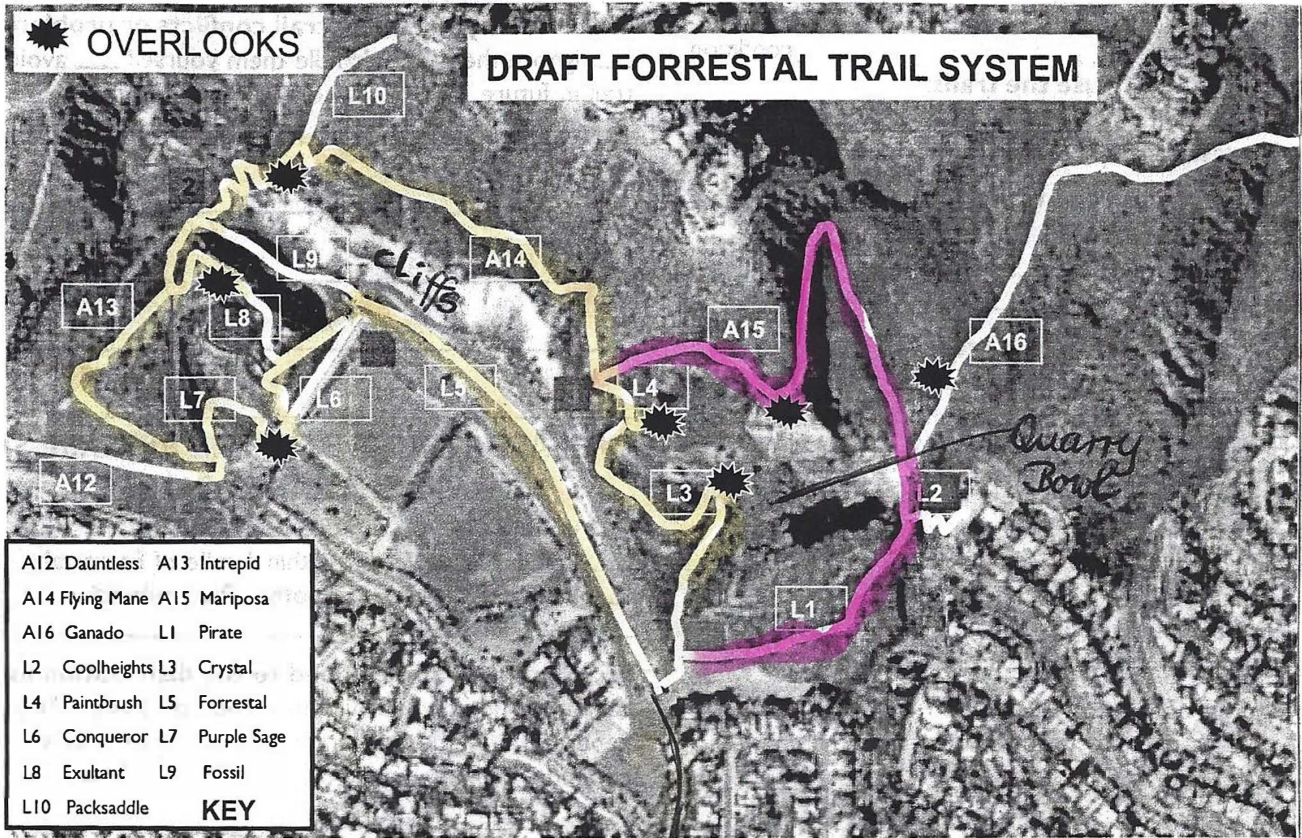 OVERLOOKS
DRAFT FORRESTAL TRAIL SYSTEM
L10
2
L9
cliffs
A14
A13
L8
A15
A16
L7
L6
L5
L4
Quarry
Bowl
A12
L3
L2
L1
A12 Dauntless A13 Intrepid
A14 Flying Mane A15 Mariposa
A16 Ganado L1 Pirate
L2 Coolheights L3 Crystal
L4 Paintbrush L5 Forrestal
L6 Conqueror L7 Purple Sage
L8 Exultant L9 Fossil
L10 Packsaddle KEY